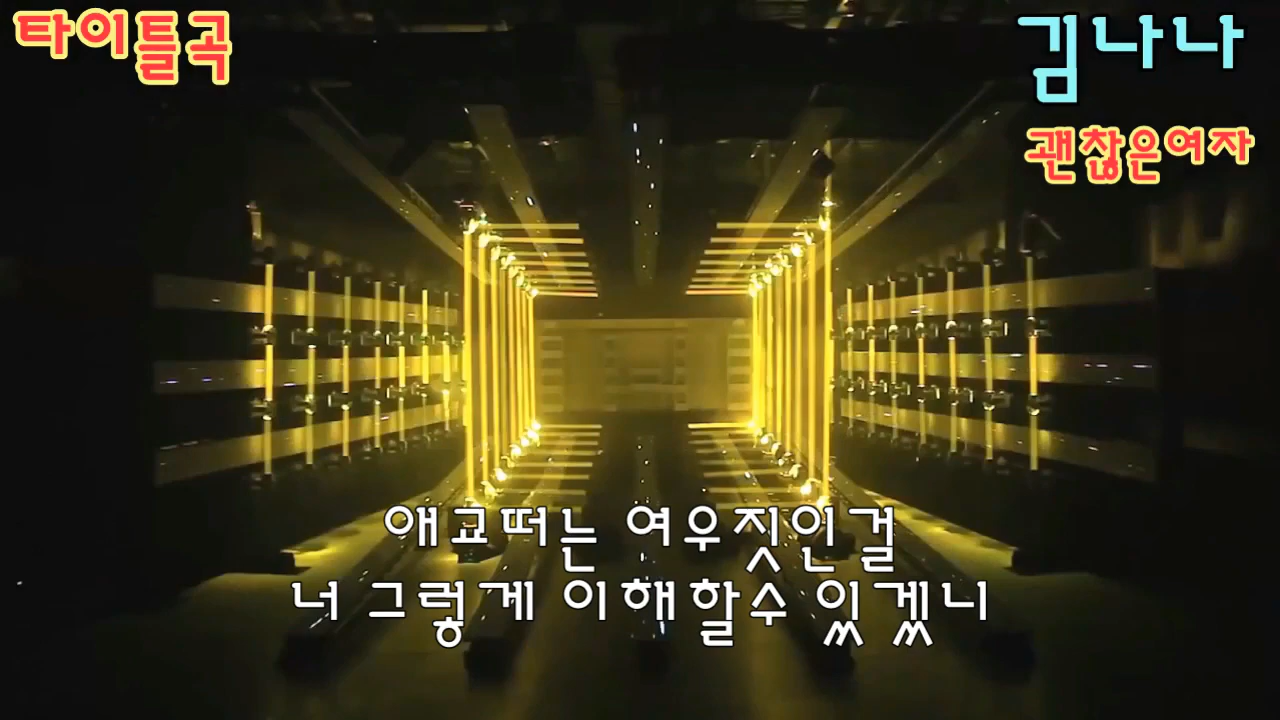 타이틀곡
김나나
괜찮은여자
애교떠는 여우짓인걸
너 그렇게 이해할수 있겠니